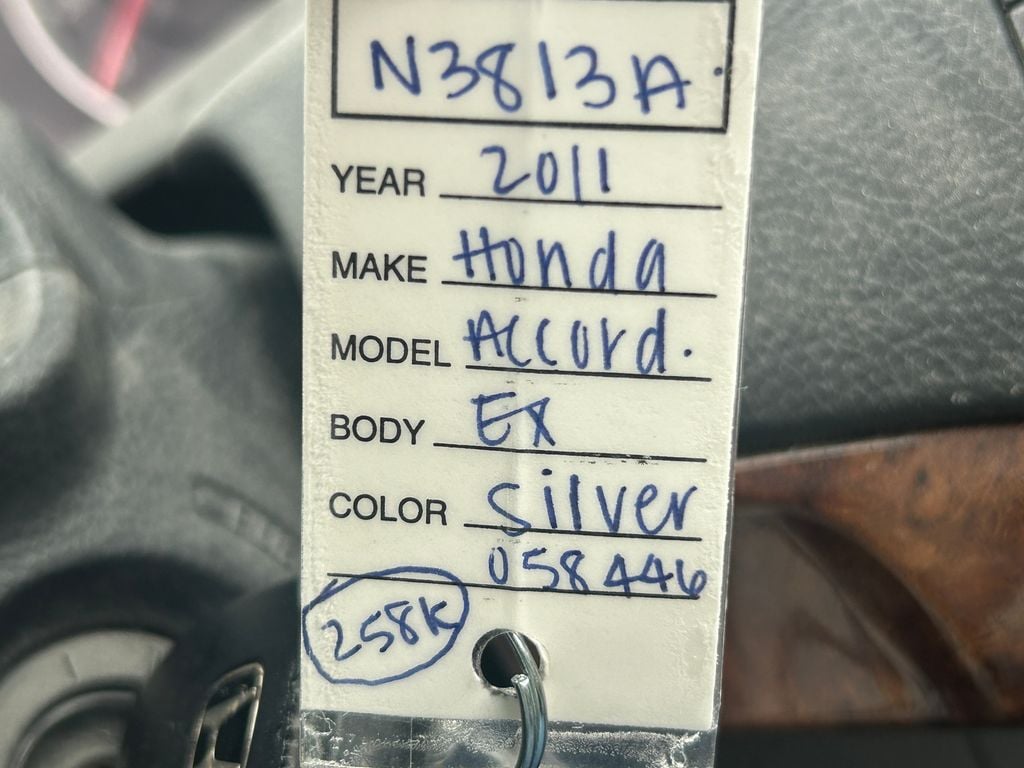 N3813A.
YEAR 2011
MAKE Honda
MODEL Accord.
BODY EX
COLOR Silver
058446
258K